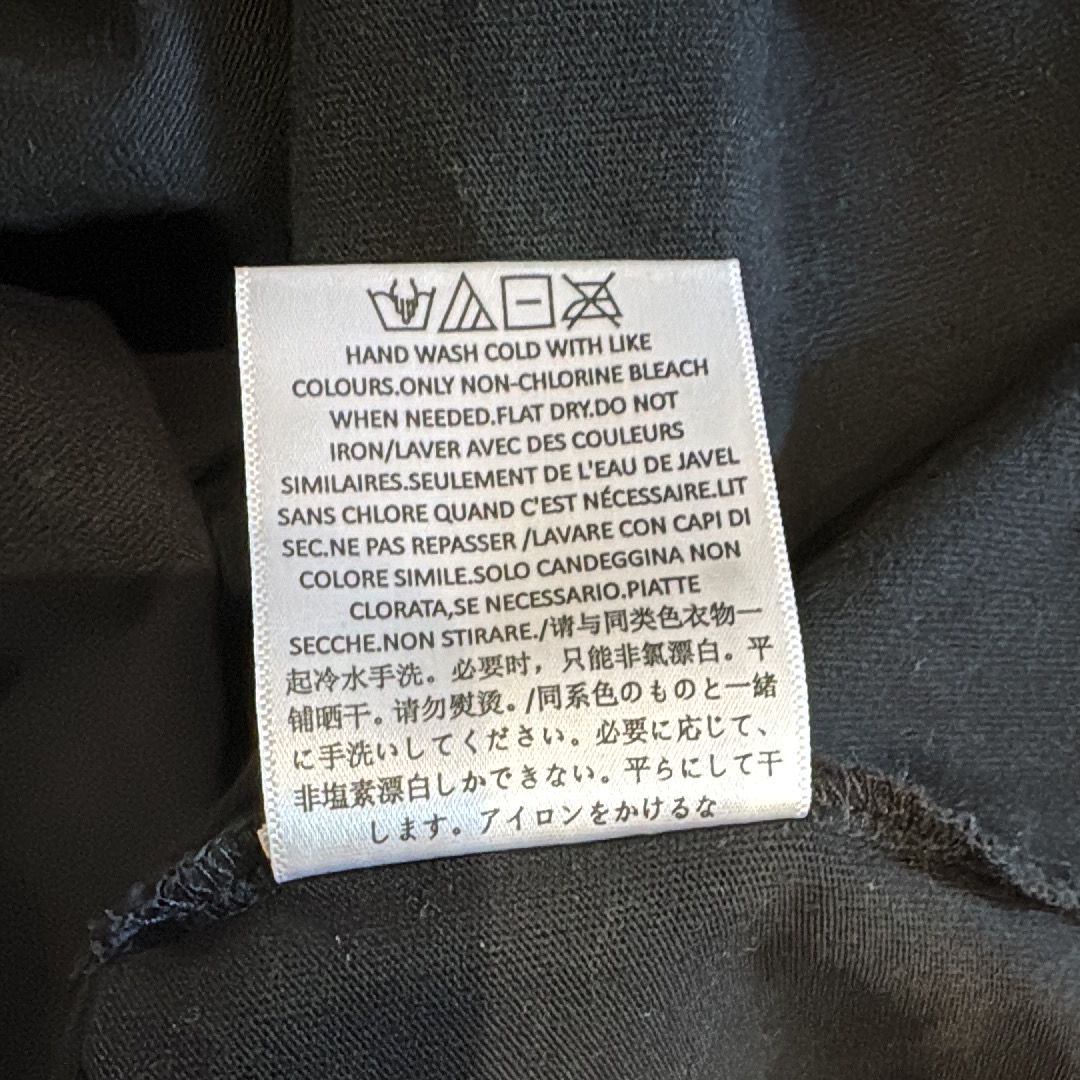 HAND WASH COLD WITH LIKE
COLOURS.ONLY NON-CHLORINE BLEACH
WHEN NEEDED.FLAT DRY.DO NOT
IRON/LAVER AVEC DES COULEURS
SIMILAIRES.SEULEMENT DE L'EAU DE JAVEL
SANS CHLORE QUAND C'EST NÉCESSAIRE.LIT
SEC.NE PAS REPASSER /LAVARE CON CAPI DI
COLORE SIMILE.SOLO CANDEGGINA NON
CLORATA,SE NECESSARIO.PIATTE
SECCHE.NON STIRARE./请与同类色衣物一
起冷水手洗。必要时，只能非氯漂白。平
铺晒干。请勿熨烫。/同系色のものと一緒
に手洗いしてください。必要に応じて、
非塩素漂白しかできない。平らにして干
します。アイロンをかけるな